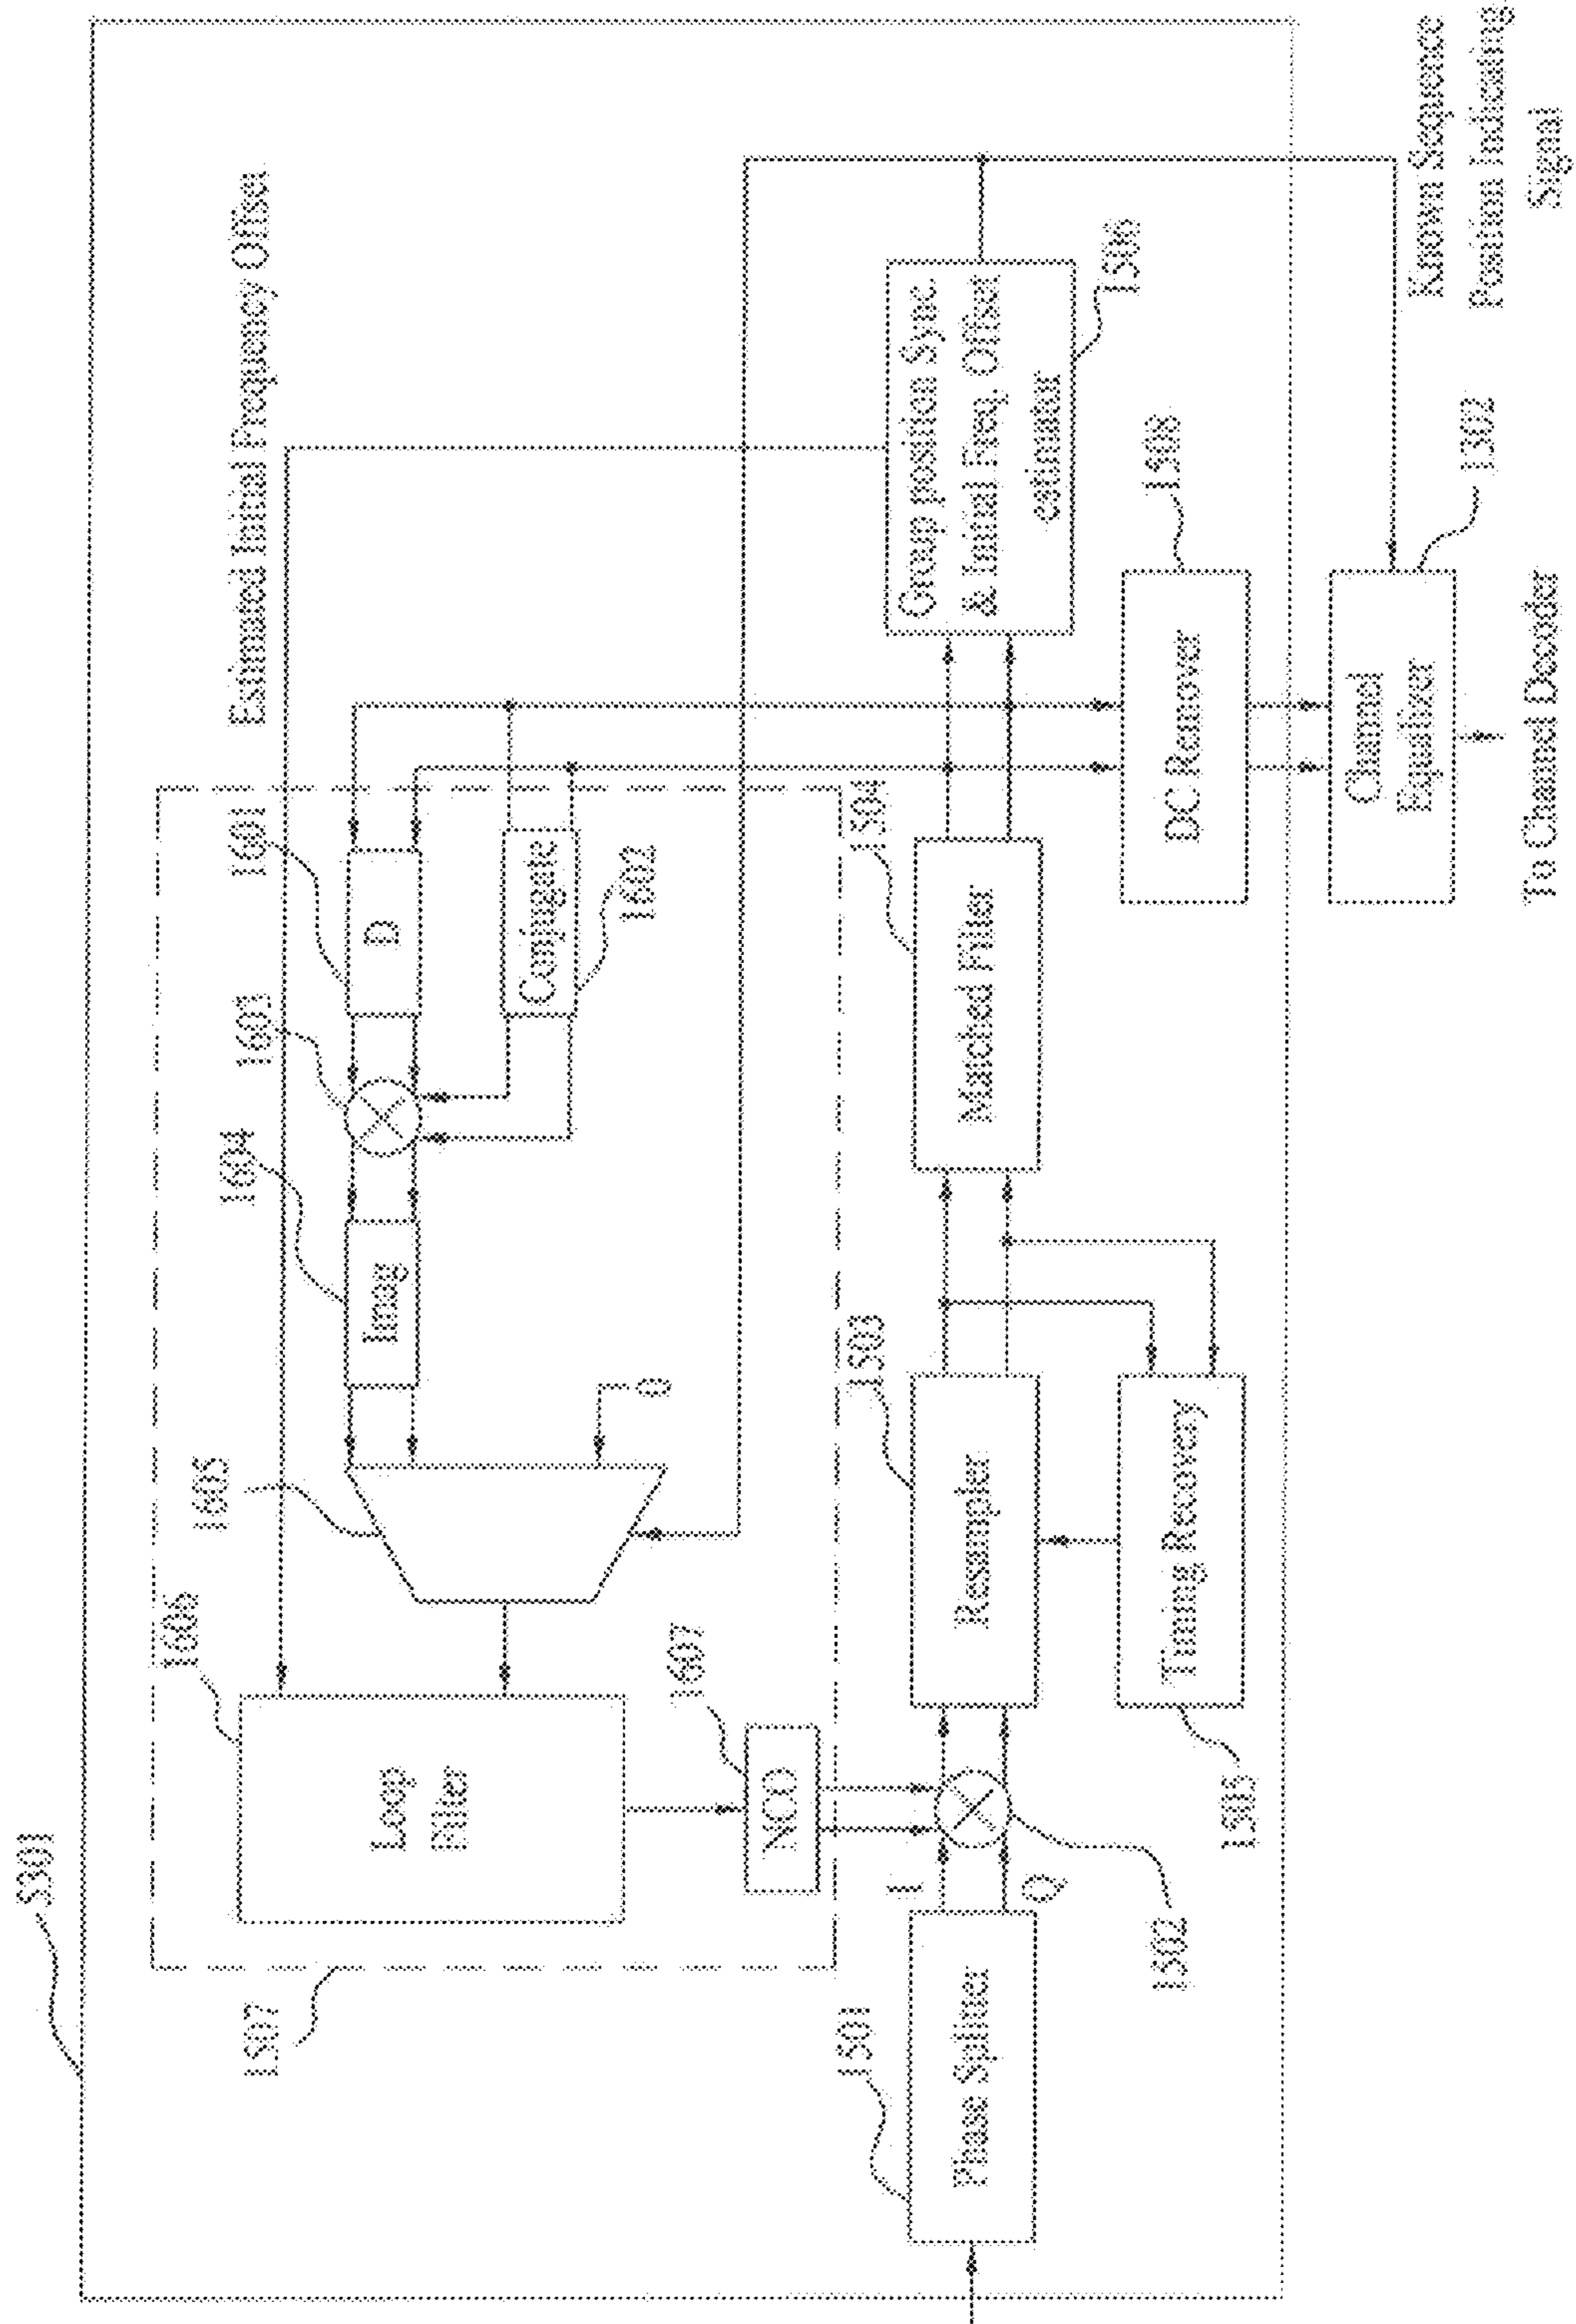 S301
1507
1606
1605
1604
1603
1601
Estimated Initial Frequency Offset
Loop
Filter
Imag
D
Conjugate
1602
0
1607
NCO
1501
I
Q
Phase Splitter
1502
1503
Resampler
Timing Recovery
1505
1504
Matched Filter
Group position Sync
& Initial Freq. Offset
estimator
1506
DC Remover
1508
Channel
Equalizer
1302
Known Sequence
Position Indicating
Signal
To Channel Decoder